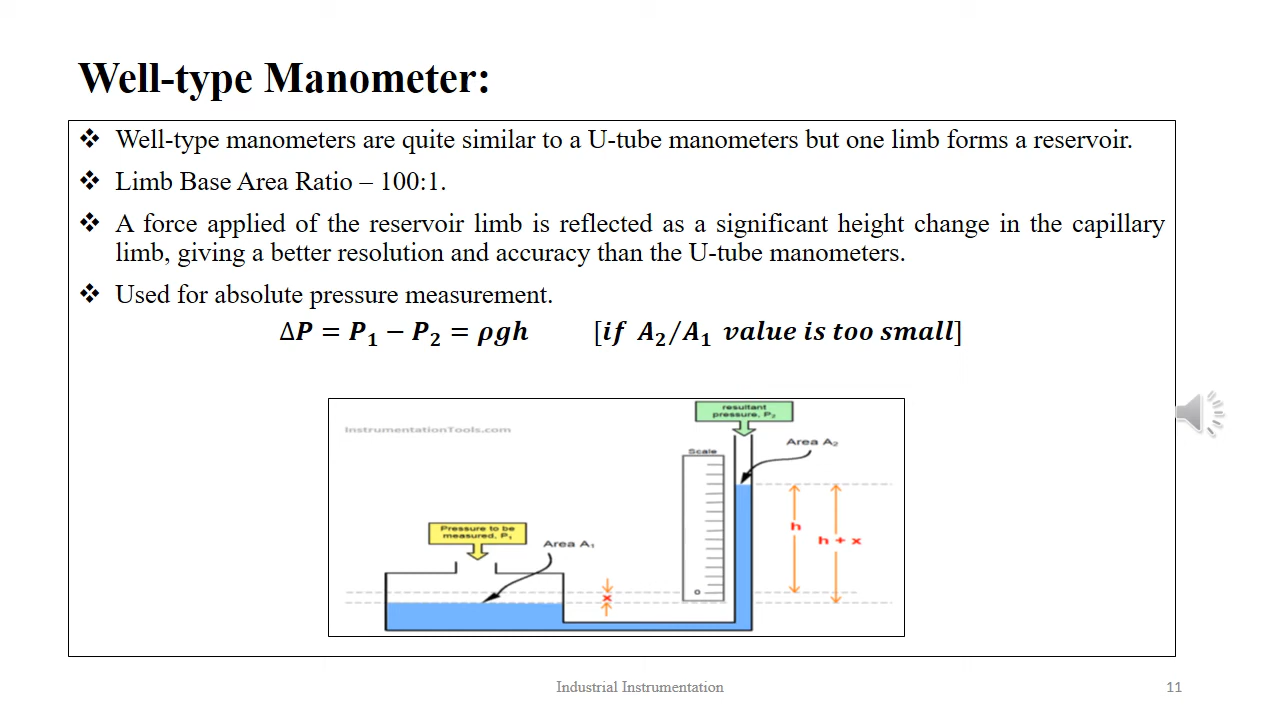 Well-type Manometer:
❖ Well-type manometers are quite similar to a U-tube manometers but one limb forms a reservoir.
❖ Limb Base Area Ratio – 100:1.
❖ A force applied of the reservoir limb is reflected as a significant height change in the capillary
limb, giving a better resolution and accuracy than the U-tube manometers.
❖ Used for absolute pressure measurement.
ΔP = P₁ − P₂ = ρgh [if A₂/A₁ value is too small]
InstrumentationTools.com
resultant
pressure, P₂
Area A₂
Scale
Pressure to be
measured, P₁
Area A₁
h
h + x
x
0
Industrial Instrumentation
11